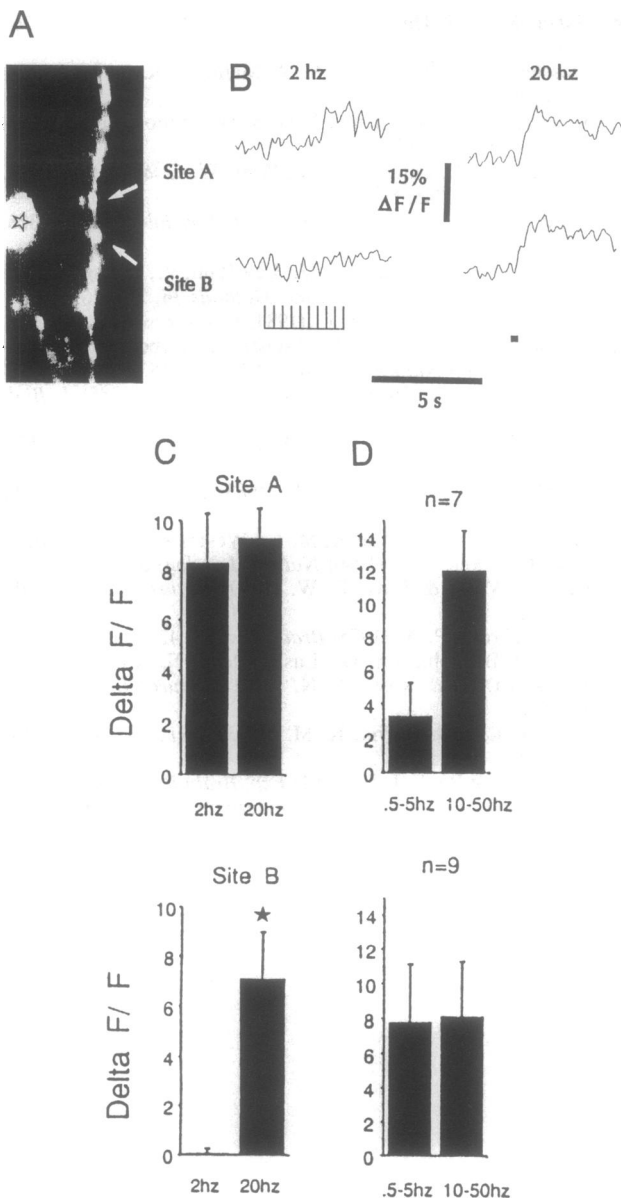 A
B
2 hz
20 hz
Site A
15%
ΔF/F
Site B
5 s
C
D
Site A
n=7
10
8
6
4
2
0
Delta F/ F
2hz
20hz
14
12
10
8
6
4
2
0
.5-5hz
10-50hz
Site B
n=9
10
8
6
4
2
0
Delta F/ F
2hz
20hz
14
12
10
8
6
4
2
0
.5-5hz
10-50hz